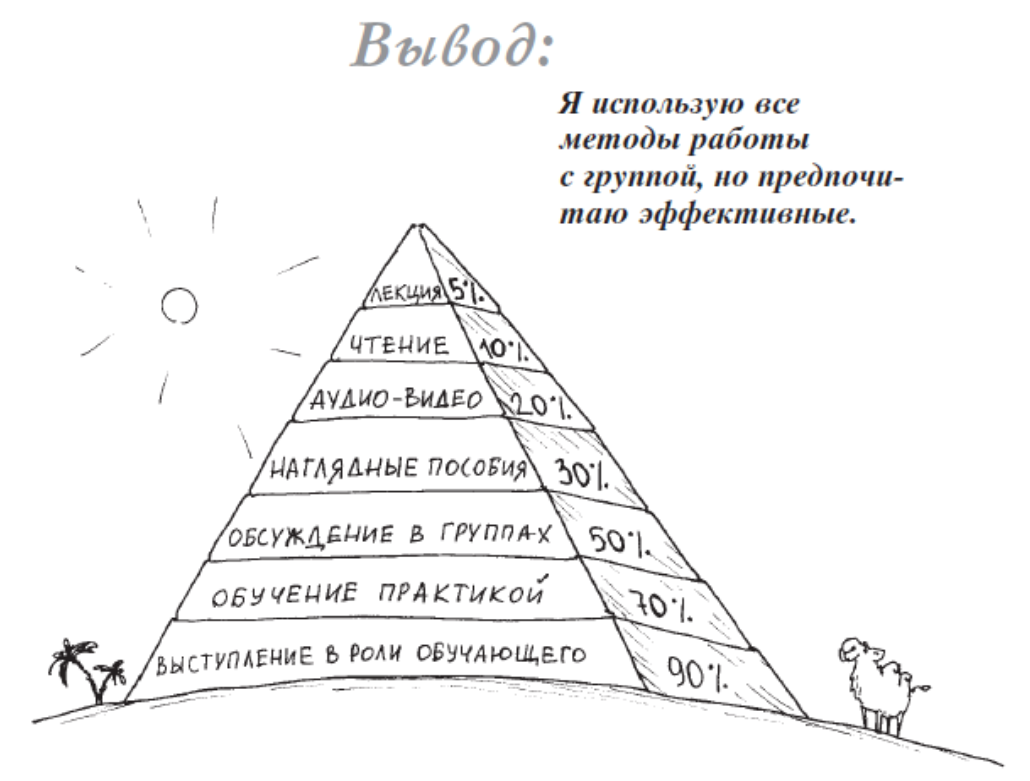 Вывод:
Я использую все
методы работы
с группой, но предпочи-
таю эффективные.
ЛЕКЦИЯ 5%
ЧТЕНИЕ 10%
АУДИО-ВИДЕО 20%
НАГЛЯДНЫЕ ПОСОБИЯ 30%
ОБСУЖДЕНИЕ В ГРУППАХ 50%
ОБУЧЕНИЕ ПРАКТИКОЙ 70%
ВЫСТУПЛЕНИЕ В РОЛИ ОБУЧАЮЩЕГО 90%